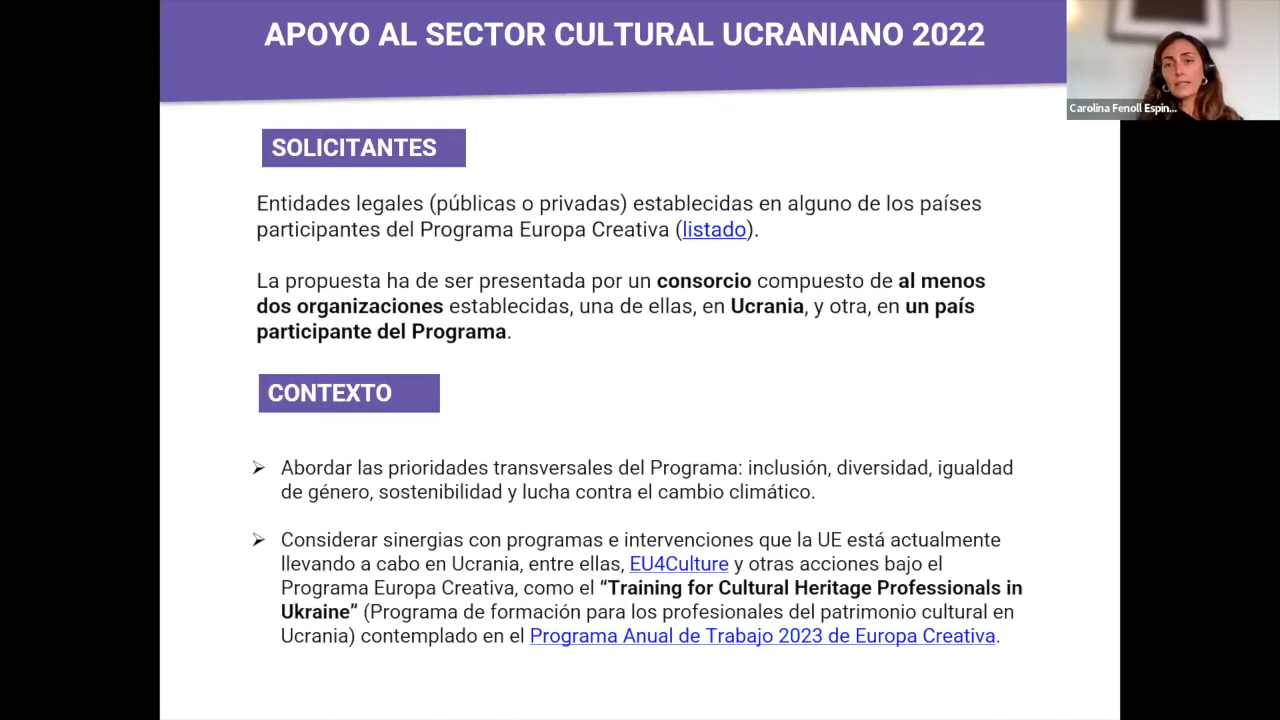 APOYO AL SECTOR CULTURAL UCRANIANO 2022
Carolina Fenoll Espin...
SOLICITANTES
Entidades legales (públicas o privadas) establecidas en alguno de los países
participantes del Programa Europa Creativa (listado).
La propuesta ha de ser presentada por un consorcio compuesto de al menos
dos organizaciones establecidas, una de ellas, en Ucrania, y otra, en un país
participante del Programa.
CONTEXTO
➢ Abordar las prioridades transversales del Programa: inclusión, diversidad, igualdad
de género, sostenibilidad y lucha contra el cambio climático.
➢ Considerar sinergias con programas e intervenciones que la UE está actualmente
llevando a cabo en Ucrania, entre ellas, EU4Culture y otras acciones bajo el
Programa Europa Creativa, como el “Training for Cultural Heritage Professionals in
Ukraine” (Programa de formación para los profesionales del patrimonio cultural en
Ucrania) contemplado en el Programa Anual de Trabajo 2023 de Europa Creativa.